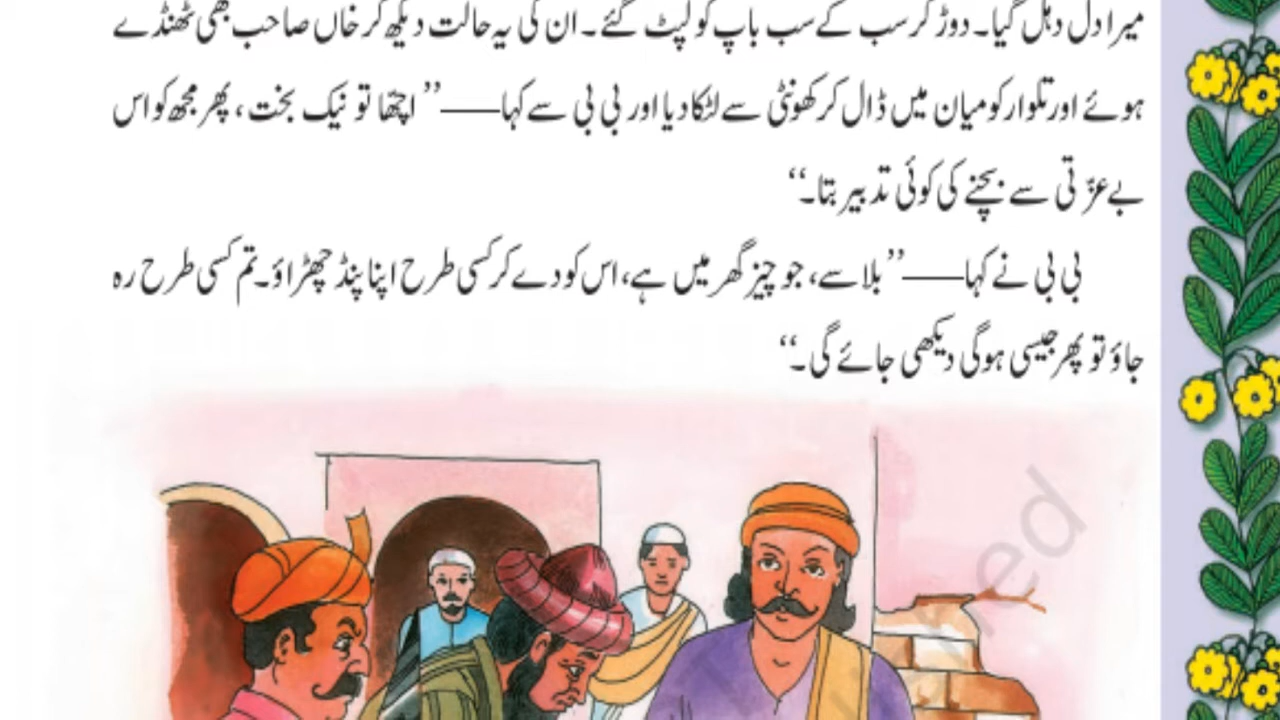 میرا دل دہل گیا۔ دوڑ کر سب کے سب باپ کو لپٹ گئے۔ ان کی یہ حالت دیکھ کر خاں صاحب بھی ٹھنڈے
ہوئے اور تلوار کو میان میں ڈال کر کھونٹی سے لٹکا دیا اور بی بی سے کہا——’’ اچھّا تو نیک بخت، پھر مجھ کو اس
بے عزّتی سے بچنے کی کوئی تدبیر بتا۔‘‘
بی بی نے کہا——’’ بلا سے، جو چیز گھر میں ہے، اس کو دے کر کسی طرح اپنا پنڈ چھڑاؤ۔ تم کسی طرح رہ
جاؤ تو پھر جیسی ہوگی دیکھی جائے گی۔‘‘